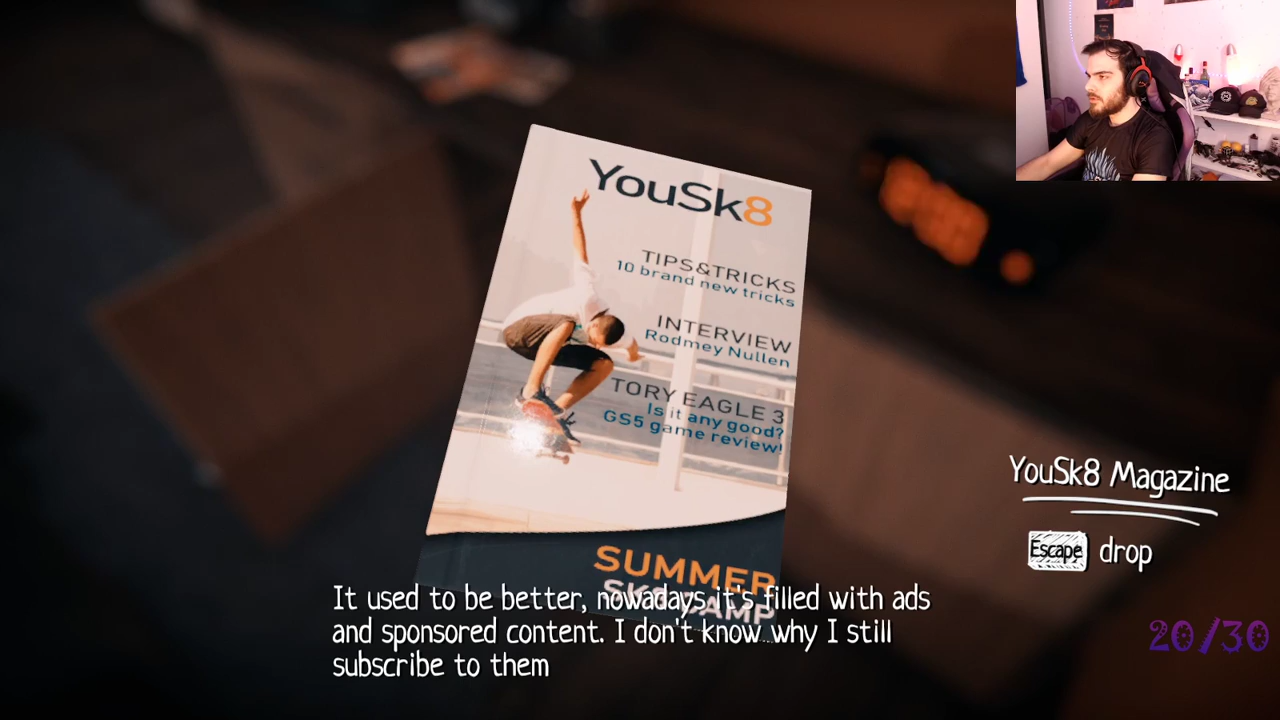 YouSk8
TIPS&TRICKS
10 brand new tricks
INTERVIEW
Rodmey Nullen
TORY EAGLE 3
Is it any good?
GS5 game review!
YouSk8 Magazine
Escape drop
SUMMER
SK8 CAMP
It used to be better, nowadays it's filled with ads
and sponsored content. I don't know why I still
subscribe to them
20/30